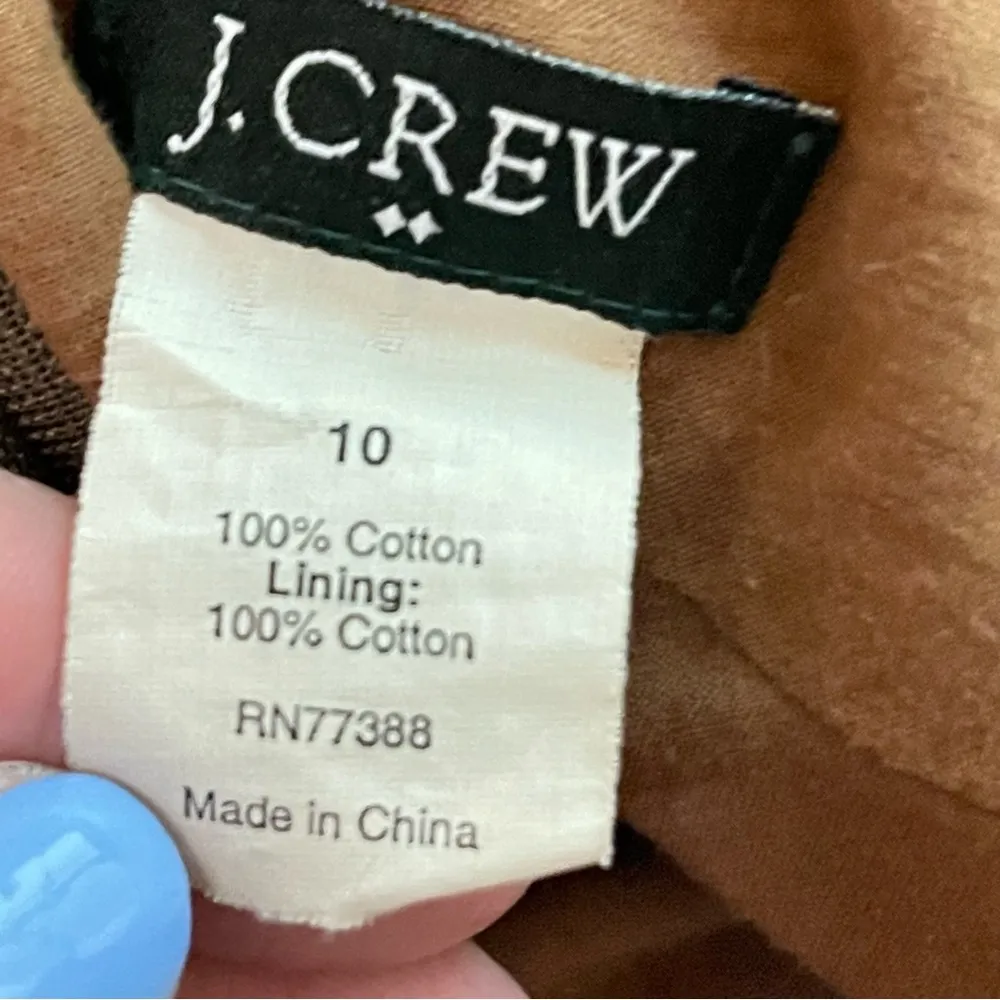 J.CREW
10
100% Cotton
Lining:
100% Cotton
RN77388
Made in China